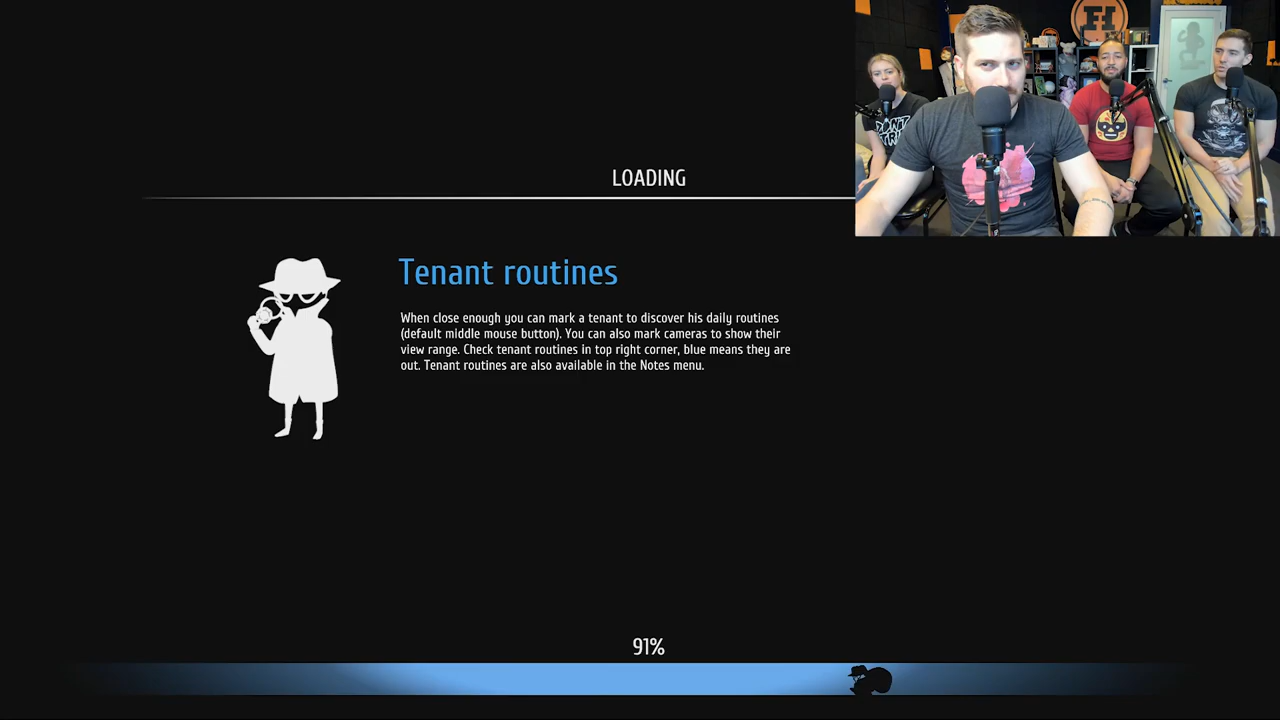 LOADING
Tenant routines
When close enough you can mark a tenant to discover his daily routines
(default middle mouse button). You can also mark cameras to show their
view range. Check tenant routines in top right corner, blue means they are
out. Tenant routines are also available in the Notes menu.
91%